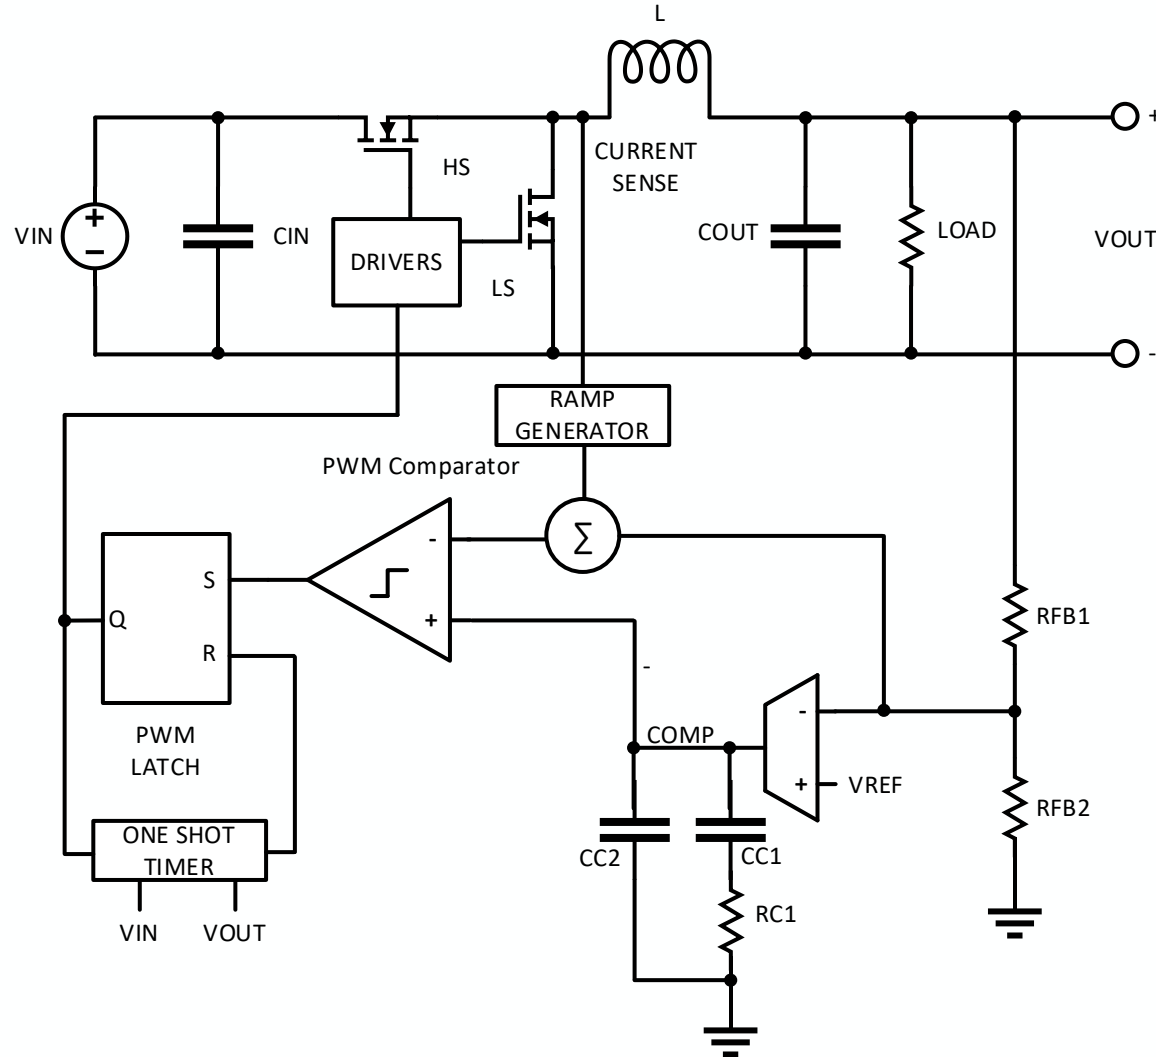 L
+
CURRENT
SENSE
HS
VIN
+
−
CIN
DRIVERS
LS
COUT
LOAD
VOUT
-
RAMP
GENERATOR
PWM Comparator
-
Σ
S
+
Q
R
RFB1
-
PWM
LATCH
-
COMP
+
VREF
RFB2
ONE SHOT
TIMER
CC2
CC1
RC1
VIN
VOUT